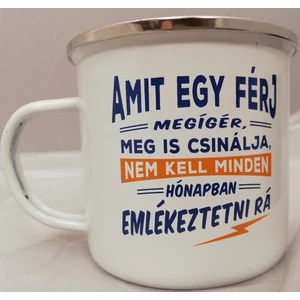 AMIT EGY FÉRJ
MEGÍGÉR,
MEG IS CSINÁLJA,
NEM KELL MINDEN
HÓNAPBAN
EMLÉKEZTETNI RÁ